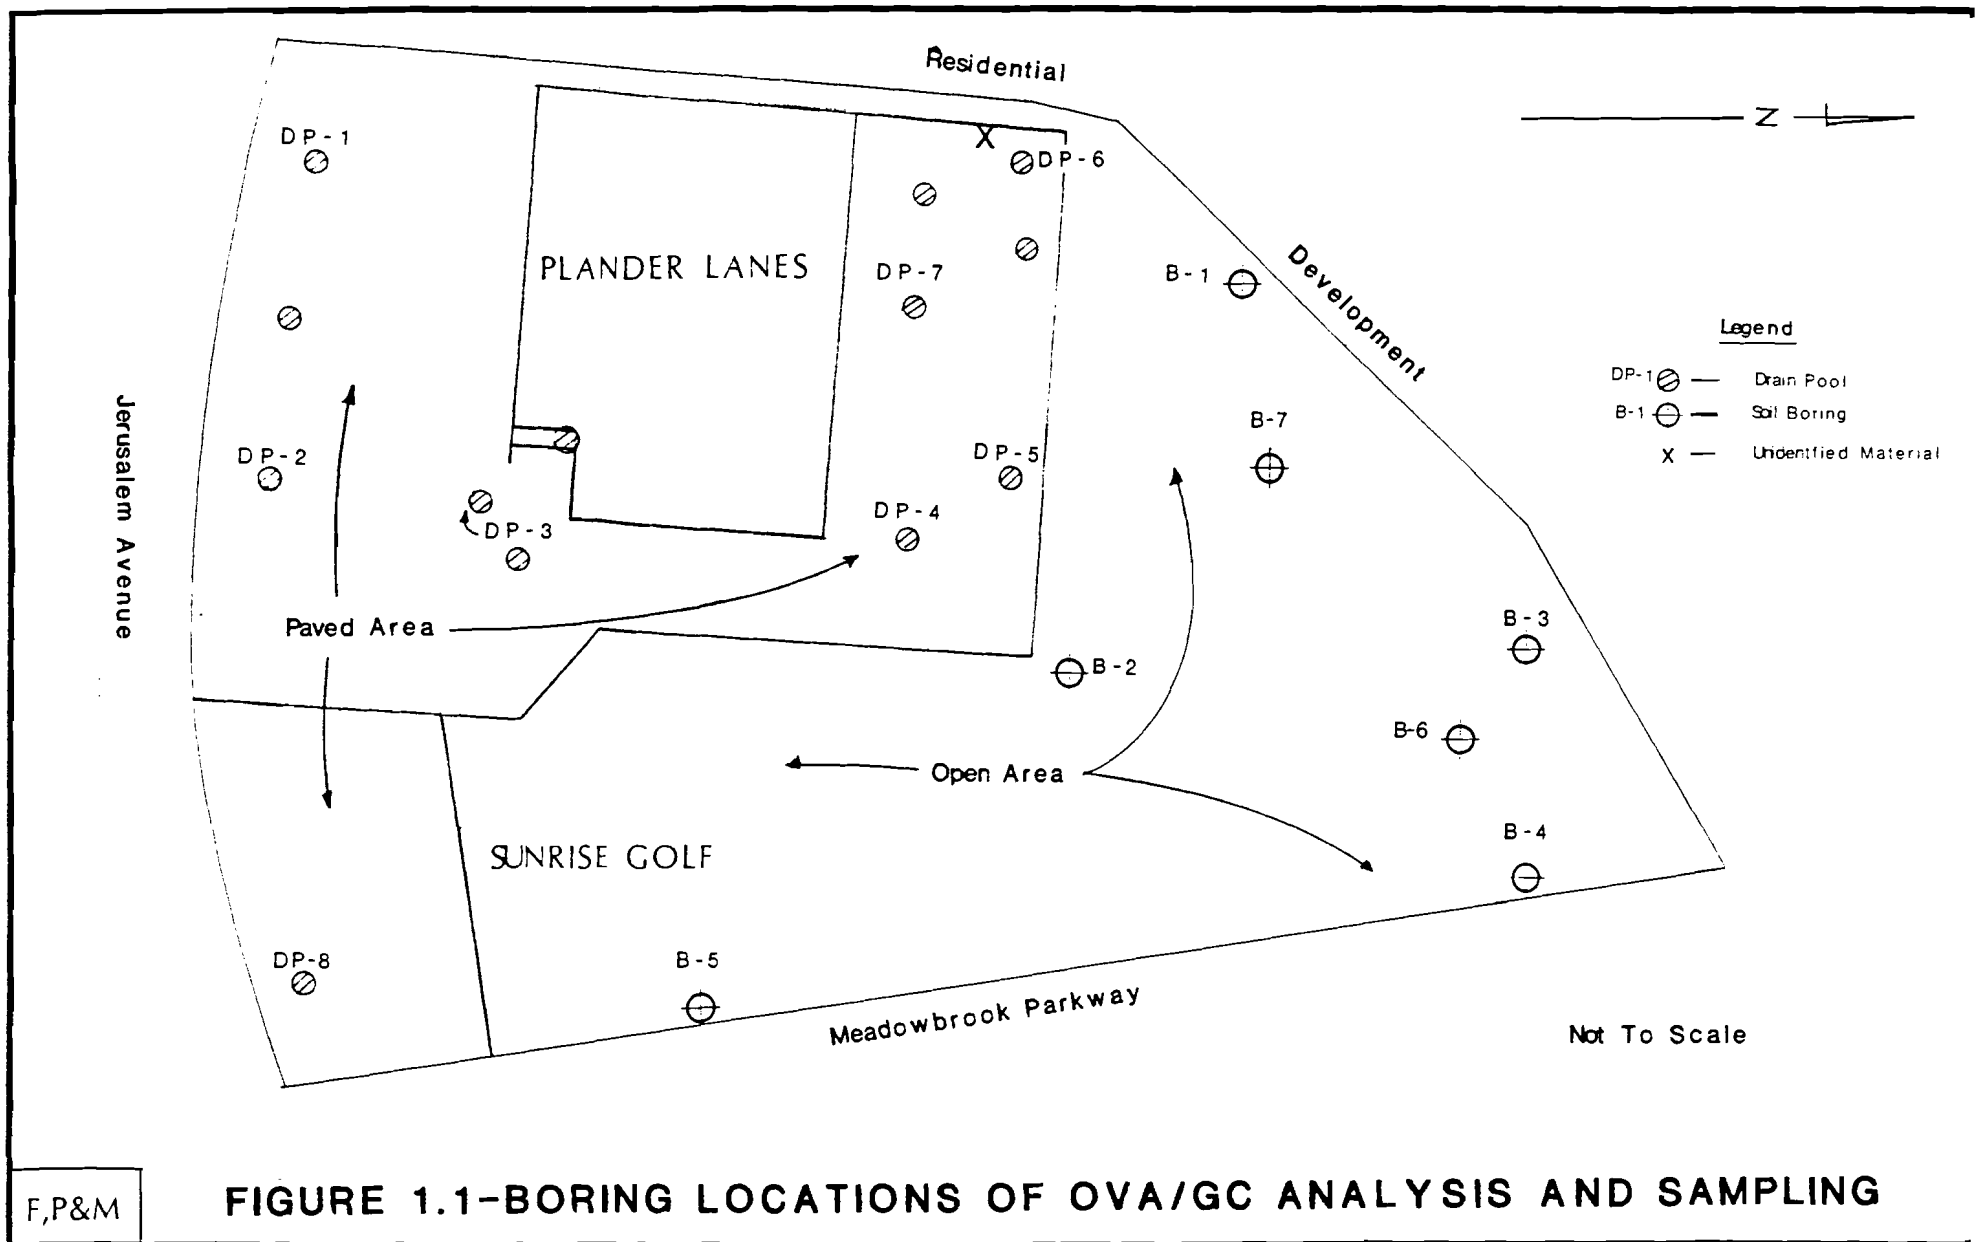 Residential
DP-1
DP-6
PLANDER LANES
DP-7
B-1
Development
Legend
DP-1 — Drain Pool
B-1 — Soil Boring
X — Unidentified Material
N
X
Jerusalem Avenue
DP-2
DP-3
DP-4
DP-5
B-7
Paved Area
B-2
B-3
B-6
Open Area
B-4
SUNRISE GOLF
DP-8
B-5
Meadowbrook Parkway
Not To Scale
F,P&M
FIGURE 1.1-BORING LOCATIONS OF OVA/GC ANALYSIS AND SAMPLING